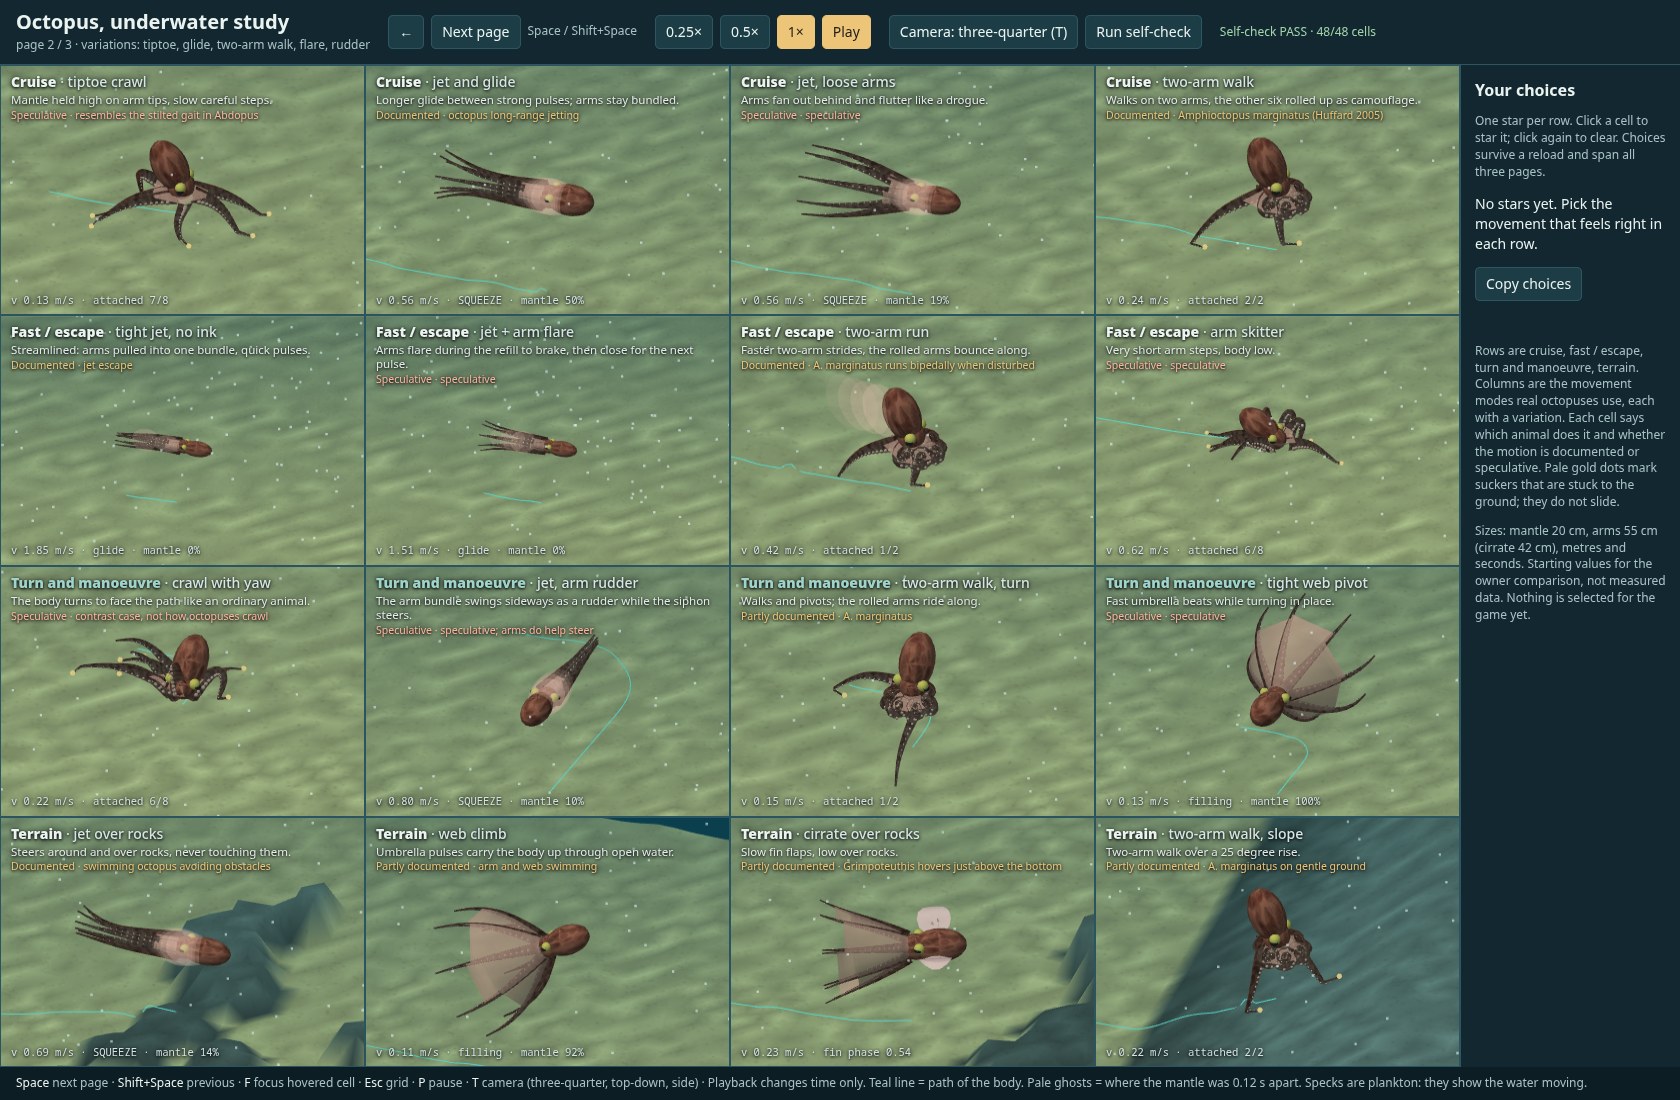 Octopus, underwater study
page 2 / 3 · variations: tiptoe, glide, two-arm walk, flare, rudder
←
Next page
Space / Shift+Space
0.25×
0.5×
1×
Play
Camera: three-quarter (T)
Run self-check
Self-check PASS · 48/48 cells
Cruise · tiptoe crawl
Mantle held high on arm tips, slow careful steps.
Speculative · resembles the stilted gait in Abdopus
v 0.13 m/s · attached 7/8
Cruise · jet and glide
Longer glide between strong pulses; arms stay bundled.
Documented · octopus long-range jetting
v 0.56 m/s · SQUEEZE · mantle 50%
Cruise · jet, loose arms
Arms fan out behind and flutter like a drogue.
Speculative · speculative
v 0.56 m/s · SQUEEZE · mantle 19%
Cruise · two-arm walk
Walks on two arms, the other six rolled up as camouflage.
Documented · Amphioctopus marginatus (Huffard 2005)
v 0.24 m/s · attached 2/2
Fast / escape · tight jet, no ink
Streamlined: arms pulled into one bundle, quick pulses.
Documented · jet escape
v 1.85 m/s · glide · mantle 0%
Fast / escape · jet + arm flare
Arms flare during the refill to brake, then close for the next
pulse.
Speculative · speculative
v 1.51 m/s · glide · mantle 0%
Fast / escape · two-arm run
Faster two-arm strides, the rolled arms bounce along.
Documented · A. marginatus runs bipedally when disturbed
v 0.42 m/s · attached 1/2
Fast / escape · arm skitter
Very short arm steps, body low.
Speculative · speculative
v 0.62 m/s · attached 6/8
Turn and manoeuvre · crawl with yaw
The body turns to face the path like an ordinary animal.
Speculative · contrast case, not how octopuses crawl
v 0.22 m/s · attached 6/8
Turn and manoeuvre · jet, arm rudder
The arm bundle swings sideways as a rudder while the siphon
steers.
Speculative · speculative; arms do help steer
v 0.80 m/s · SQUEEZE · mantle 10%
Turn and manoeuvre · two-arm walk, turn
Walks and pivots; the rolled arms ride along.
Partly documented · A. marginatus
v 0.15 m/s · attached 1/2
Turn and manoeuvre · tight web pivot
Fast umbrella beats while turning in place.
Speculative · speculative
v 0.13 m/s · filling · mantle 100%
Terrain · jet over rocks
Steers around and over rocks, never touching them.
Documented · swimming octopus avoiding obstacles
v 0.69 m/s · SQUEEZE · mantle 14%
Terrain · web climb
Umbrella pulses carry the body up through open water.
Partly documented · arm and web swimming
v 0.11 m/s · filling · mantle 92%
Terrain · cirrate over rocks
Slow fin flaps, low over rocks.
Partly documented · Grimpoteuthis hovers just above the bottom
v 0.23 m/s · fin phase 0.54
Terrain · two-arm walk, slope
Two-arm walk over a 25 degree rise.
Partly documented · A. marginatus on gentle ground
v 0.22 m/s · attached 2/2
Your choices
One star per row. Click a cell to
star it; click again to clear. Choices
survive a reload and span all
three pages.
No stars yet. Pick the
movement that feels right in
each row.
Copy choices
Rows are cruise, fast / escape,
turn and manoeuvre, terrain.
Columns are the movement
modes real octopuses use, each
with a variation. Each cell says
which animal does it and whether
the motion is documented or
speculative. Pale gold dots mark
suckers that are stuck to the
ground; they do not slide.
Sizes: mantle 20 cm, arms 55 cm
(cirrate 42 cm), metres and
seconds. Starting values for the
owner comparison, not measured
data. Nothing is selected for the
game yet.
Space next page · Shift+Space previous · F focus hovered cell · Esc grid · P pause · T camera (three-quarter, top-down, side) · Playback changes time only. Teal line = path of the body. Pale ghosts = where the mantle was 0.12 s apart. Specks are plankton: they show the water moving.